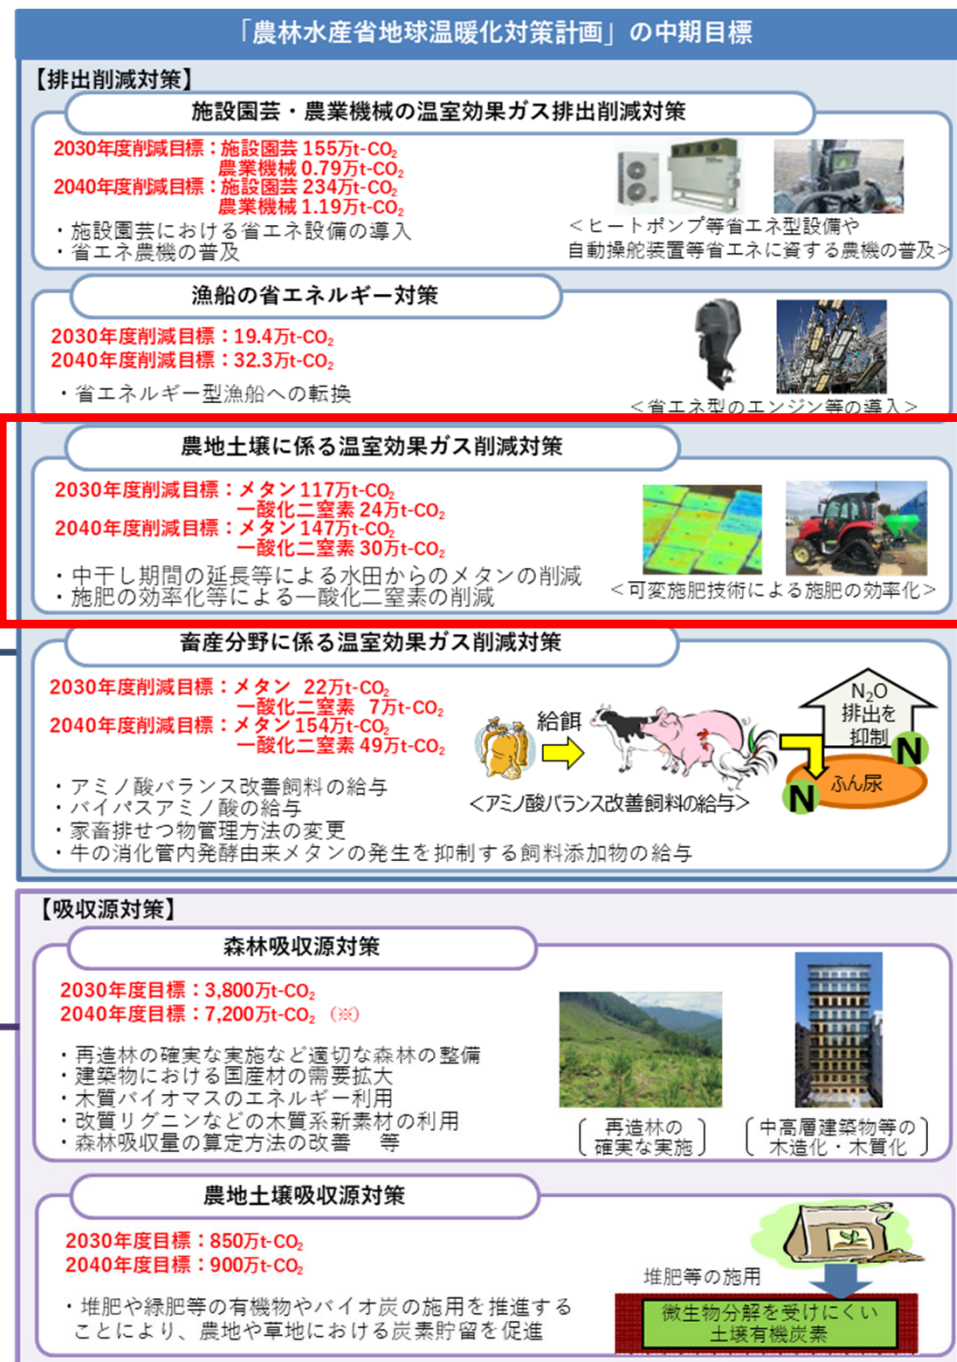 「農林水産省地球温暖化対策計画」の中期目標
【排出削減対策】
施設園芸・農業機械の温室効果ガス排出削減対策
2030年度削減目標：施設園芸 155万t-CO₂
農業機械 0.79万t-CO₂
2040年度削減目標：施設園芸 234万t-CO₂
農業機械 1.19万t-CO₂
・施設園芸における省エネ設備の導入
・省エネ農機の普及
＜ヒートポンプ等省エネ型設備や
自動操舵装置等省エネに資する農機の普及＞
漁船の省エネルギー対策
2030年度削減目標：19.4万t-CO₂
2040年度削減目標：32.3万t-CO₂
・省エネルギー型漁船への転換
＜省エネ型のエンジン等の導入＞
農地土壌に係る温室効果ガス削減対策
2030年度削減目標：メタン 117万t-CO₂
一酸化二窒素 24万t-CO₂
2040年度削減目標：メタン 147万t-CO₂
一酸化二窒素 30万t-CO₂
・中干し期間の延長等による水田からのメタンの削減
・施肥の効率化等による一酸化二窒素の削減
＜可変施肥技術による施肥の効率化＞
畜産分野に係る温室効果ガス削減対策
2030年度削減目標：メタン 22万t-CO₂
一酸化二窒素 7万t-CO₂
2040年度削減目標：メタン 154万t-CO₂
一酸化二窒素 49万t-CO₂
・アミノ酸バランス改善飼料の給与
・バイパスアミノ酸の給与
・家畜排せつ物管理方法の変更
・牛の消化管内発酵由来メタンの発生を抑制する飼料添加物の給与
給餌
＜アミノ酸バランス改善飼料の給与＞
N₂O
排出を
抑制
N
N
ふん尿
【吸収源対策】
森林吸収源対策
2030年度目標：3,800万t-CO₂
2040年度目標：7,200万t-CO₂（※）
・再造林の確実な実施など適切な森林の整備
・建築物における国産材の需要拡大
・木質バイオマスのエネルギー利用
・改質リグニンなどの木質系新素材の利用
・森林吸収量の算定方法の改善　等
再造林の
確実な実施
中高層建築物等の
木造化・木質化
農地土壌吸収源対策
2030年度目標：850万t-CO₂
2040年度目標：900万t-CO₂
・堆肥や緑肥等の有機物やバイオ炭の施用を推進する
ことにより、農地や草地における炭素貯留を促進
堆肥等の施用
微生物分解を受けにくい
土壌有機炭素